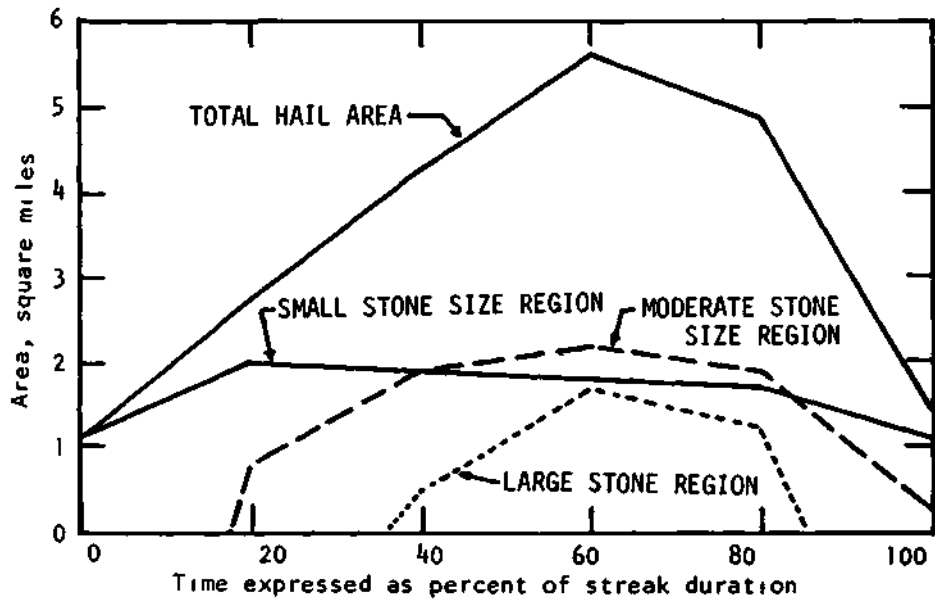 6
5
4
3
2
1
0
Area, square miles
TOTAL HAIL AREA
SMALL STONE SIZE REGION
MODERATE STONE
SIZE REGION
LARGE STONE REGION
0 20 40 60 80 100
Time expressed as percent of streak duration